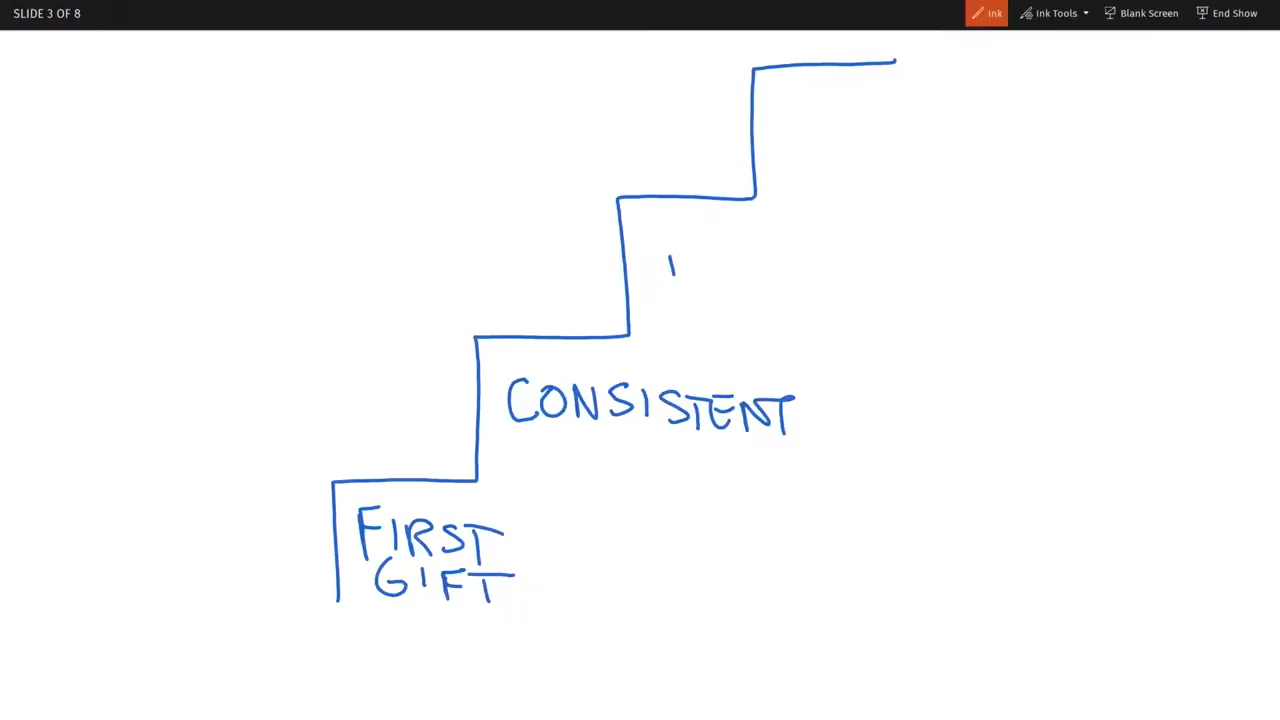 SLIDE 3 OF 8
Ink
Ink Tools
Blank Screen
End Show
CONSISTENT
FIRST
GIFT